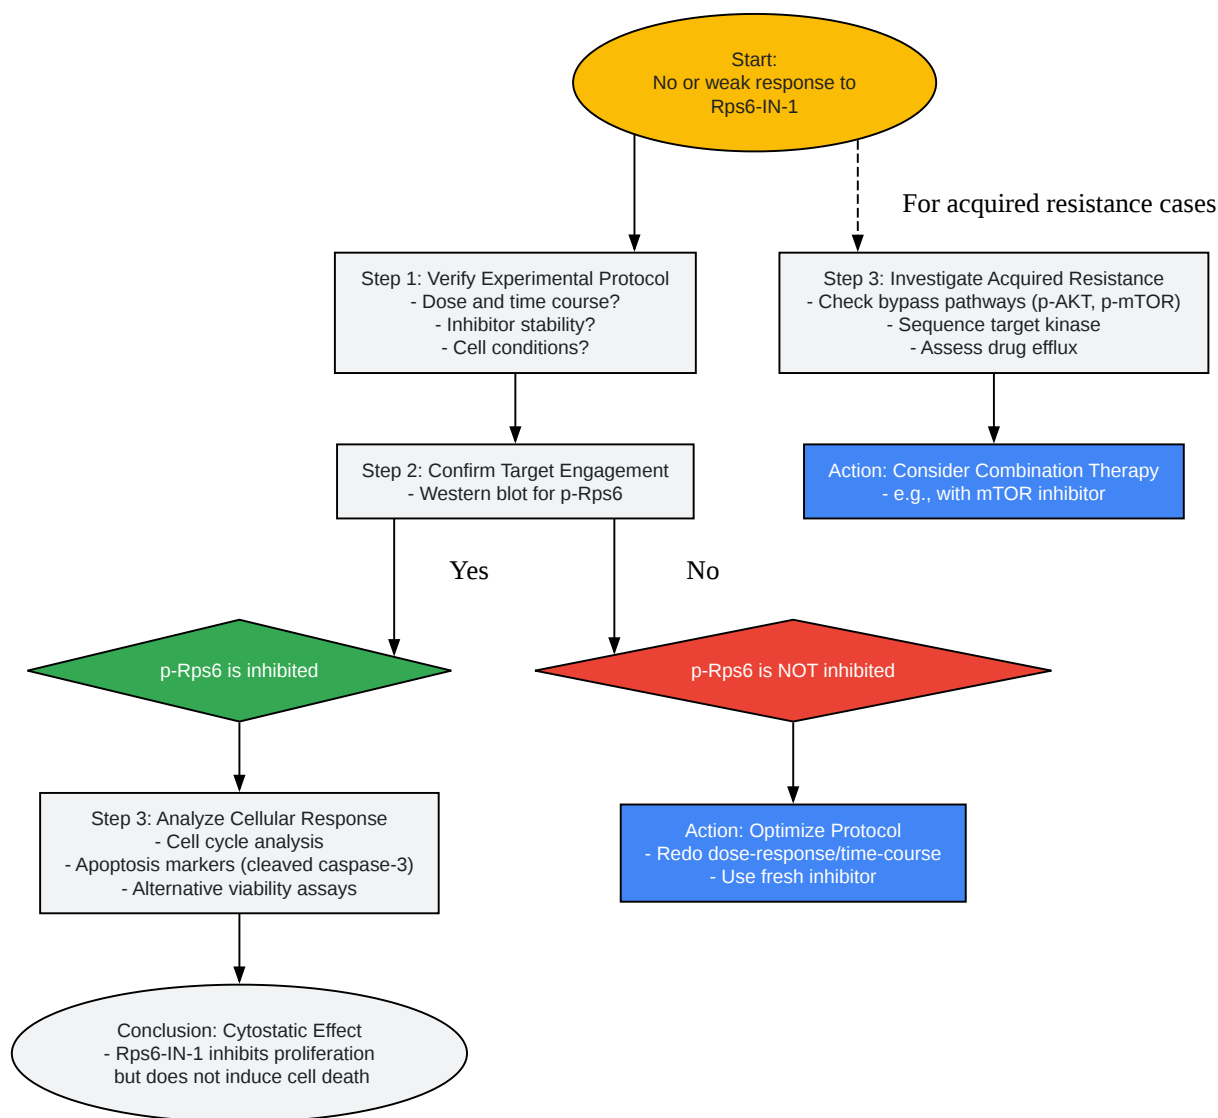 Start:
No or weak response to
Rps6-IN-1
For acquired resistance cases
Step 1: Verify Experimental Protocol
- Dose and time course?
- Inhibitor stability?
- Cell conditions?
Step 3: Investigate Acquired Resistance
- Check bypass pathways (p-AKT, p-mTOR)
- Sequence target kinase
- Assess drug efflux
Step 2: Confirm Target Engagement
- Western blot for p-Rps6
Action: Consider Combination Therapy
- e.g., with mTOR inhibitor
Yes
No
p-Rps6 is inhibited
p-Rps6 is NOT inhibited
Step 3: Analyze Cellular Response
- Cell cycle analysis
- Apoptosis markers (cleaved caspase-3)
- Alternative viability assays
Action: Optimize Protocol
- Redo dose-response/time-course
- Use fresh inhibitor
Conclusion: Cytostatic Effect
- Rps6-IN-1 inhibits proliferation
but does not induce cell death